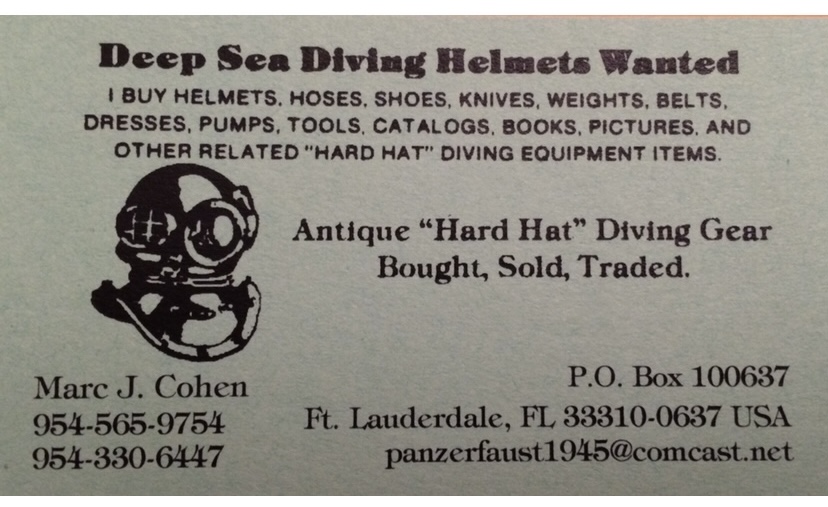 Deep Sea Diving Helmets Wanted
I BUY HELMETS, HOSES, SHOES, KNIVES, WEIGHTS, BELTS,
DRESSES, PUMPS, TOOLS, CATALOGS, BOOKS, PICTURES, AND
OTHER RELATED "HARD HAT" DIVING EQUIPMENT ITEMS.
Antique “Hard Hat” Diving Gear
Bought, Sold, Traded.
Marc J. Cohen
954-565-9754
954-330-6447
P.O. Box 100637
Ft. Lauderdale, FL 33310-0637 USA
panzerfaust1945@comcast.net